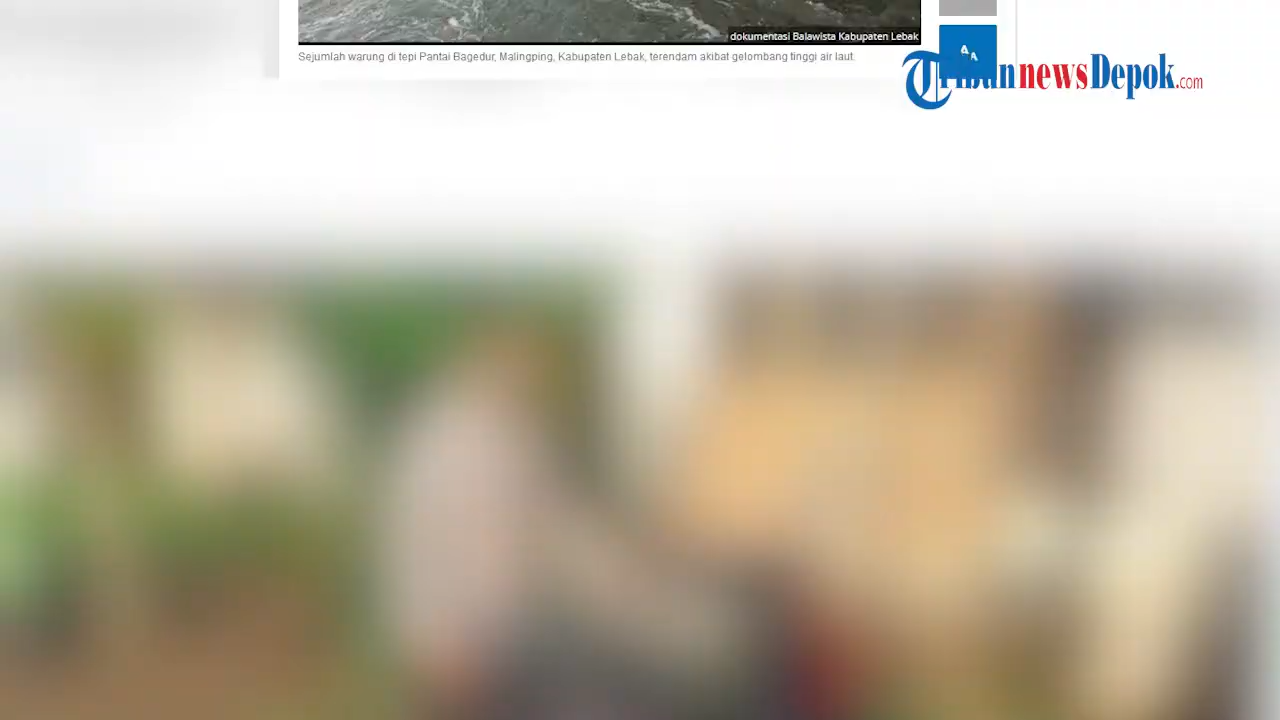 dokumentasi Balawista Kabupaten Lebak
Sejumlah warung di tepi Pantai Bagedur, Malingping, Kabupaten Lebak, terendam akibat gelombang tinggi air laut.
AA
TribunnewsDepok.com